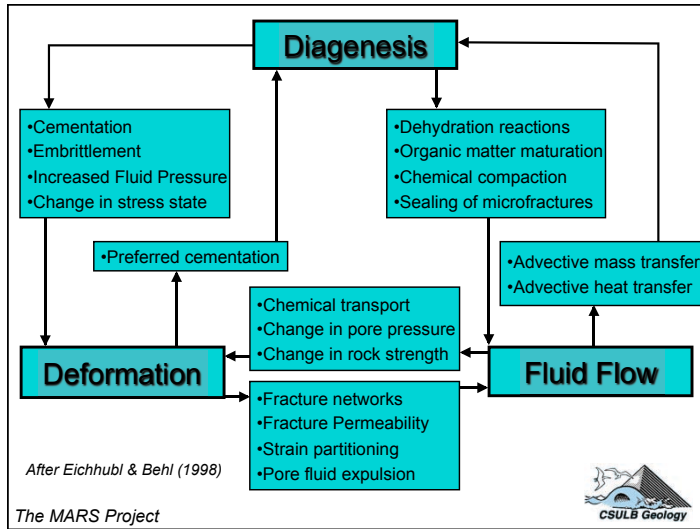 Diagenesis
•Cementation
•Embrittlement
•Increased Fluid Pressure
•Change in stress state
•Dehydration reactions
•Organic matter maturation
•Chemical compaction
•Sealing of microfractures
•Preferred cementation
•Advective mass transfer
•Advective heat transfer
•Chemical transport
•Change in pore pressure
•Change in rock strength
Deformation
Fluid Flow
•Fracture networks
•Fracture Permeability
•Strain partitioning
•Pore fluid expulsion
After Eichhubl & Behl (1998)
The MARS Project
CSULB Geology